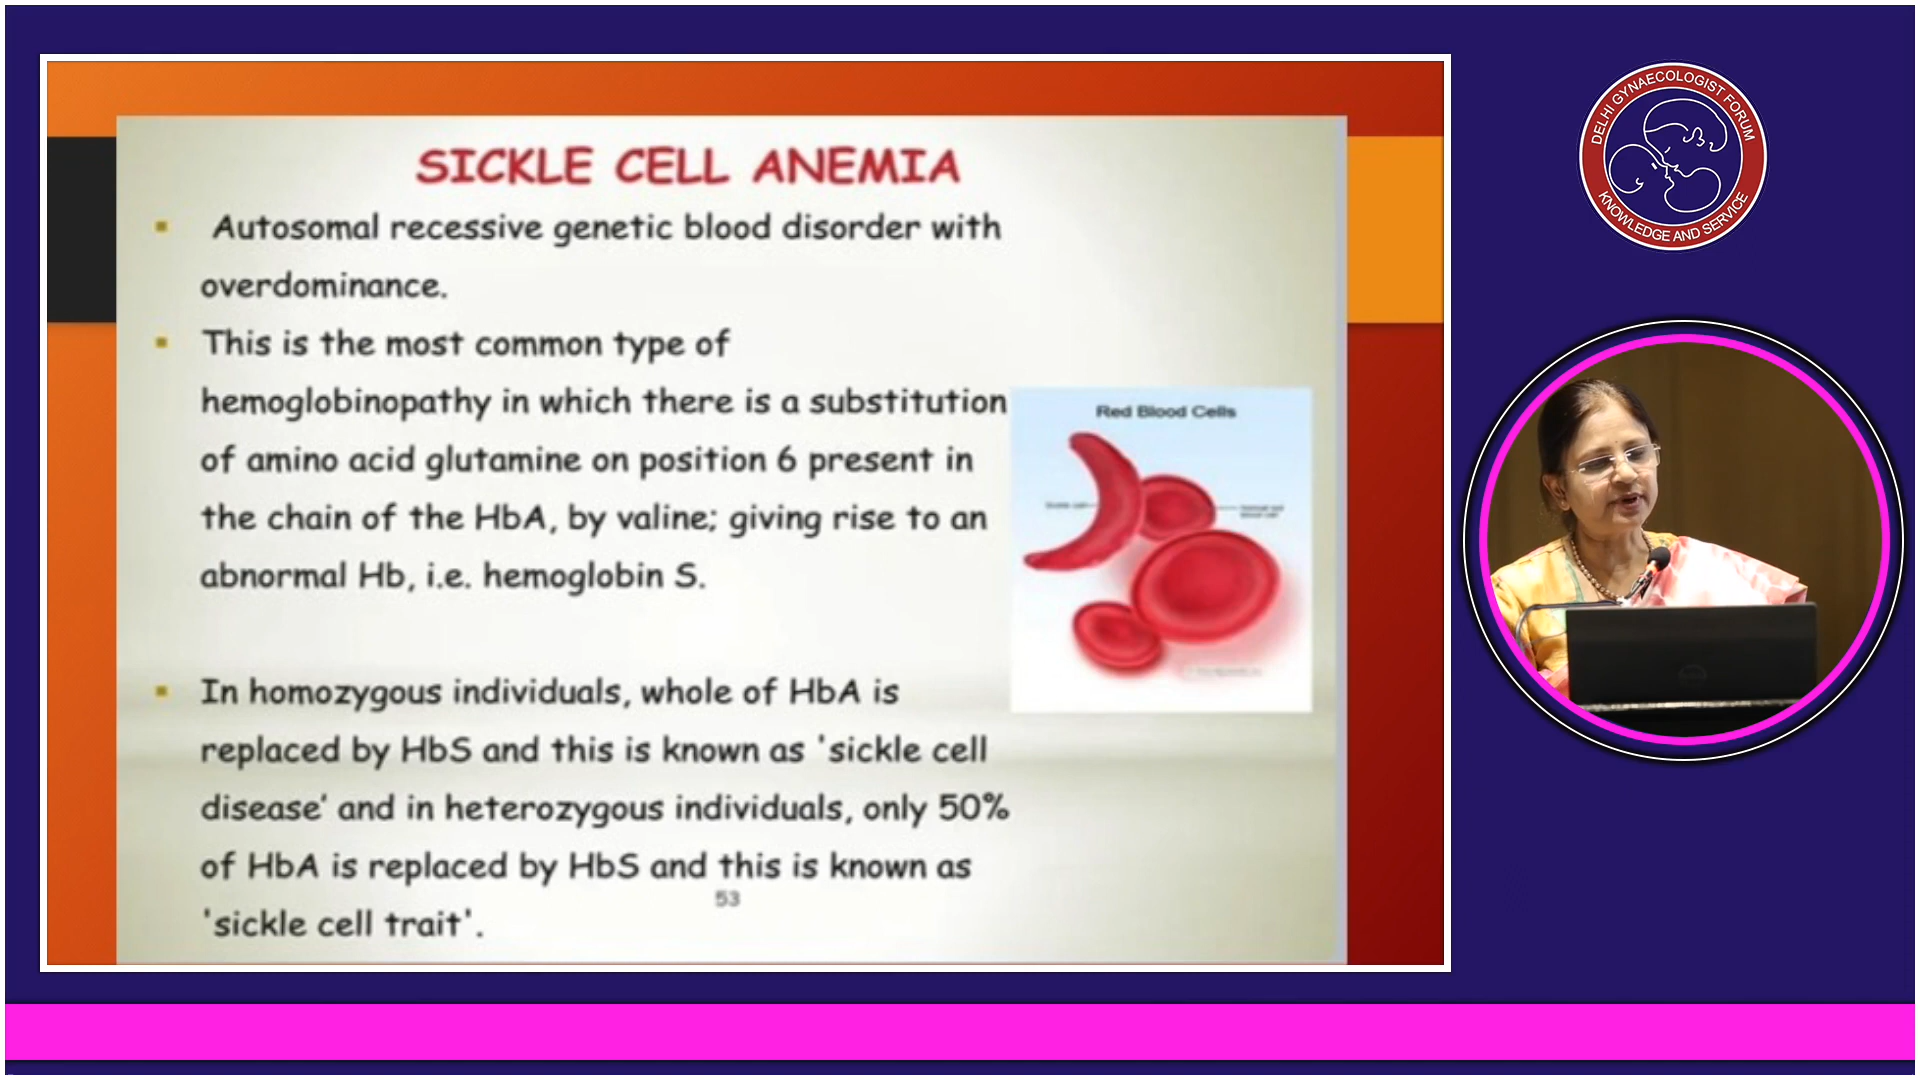 SICKLE CELL ANEMIA
▪ Autosomal recessive genetic blood disorder with
overdominance.
▪ This is the most common type of
hemoglobinopathy in which there is a substitution
of amino acid glutamine on position 6 present in
the chain of the HbA, by valine; giving rise to an
abnormal Hb, i.e. hemoglobin S.
▪ In homozygous individuals, whole of HbA is
replaced by HbS and this is known as 'sickle cell
disease’ and in heterozygous individuals, only 50%
of HbA is replaced by HbS and this is known as
'sickle cell trait'.
53
Red Blood Cells
DELHI GYNAECOLOGIST FORUM
KNOWLEDGE AND SERVICE